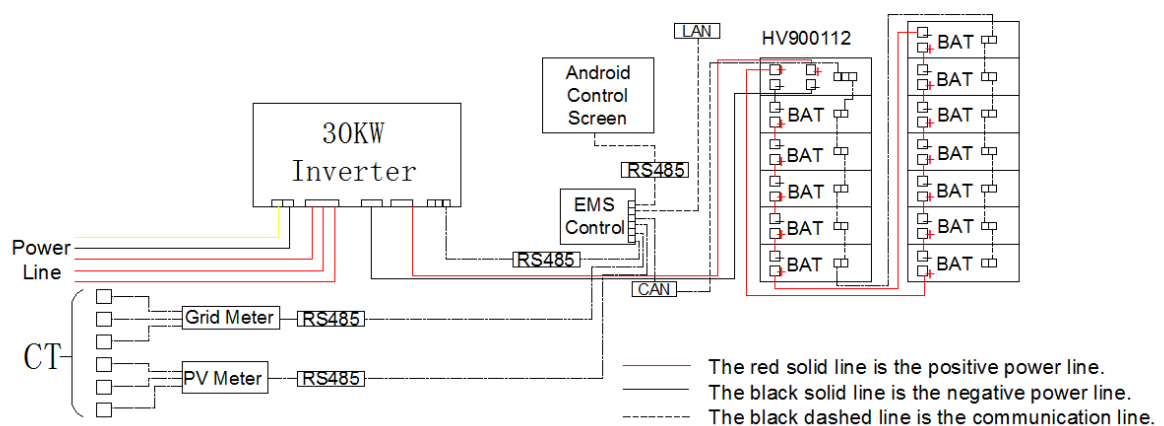 LAN
HV900112
Android
Control
Screen
30KW
Inverter
RS485
EMS
Control
Power
Line
RS485
CAN
Grid Meter
RS485
CT
PV Meter
RS485
BAT
BAT
BAT
BAT
BAT
BAT
BAT
BAT
BAT
BAT
BAT
BAT
The red solid line is the positive power line.
The black solid line is the negative power line.
The black dashed line is the communication line.